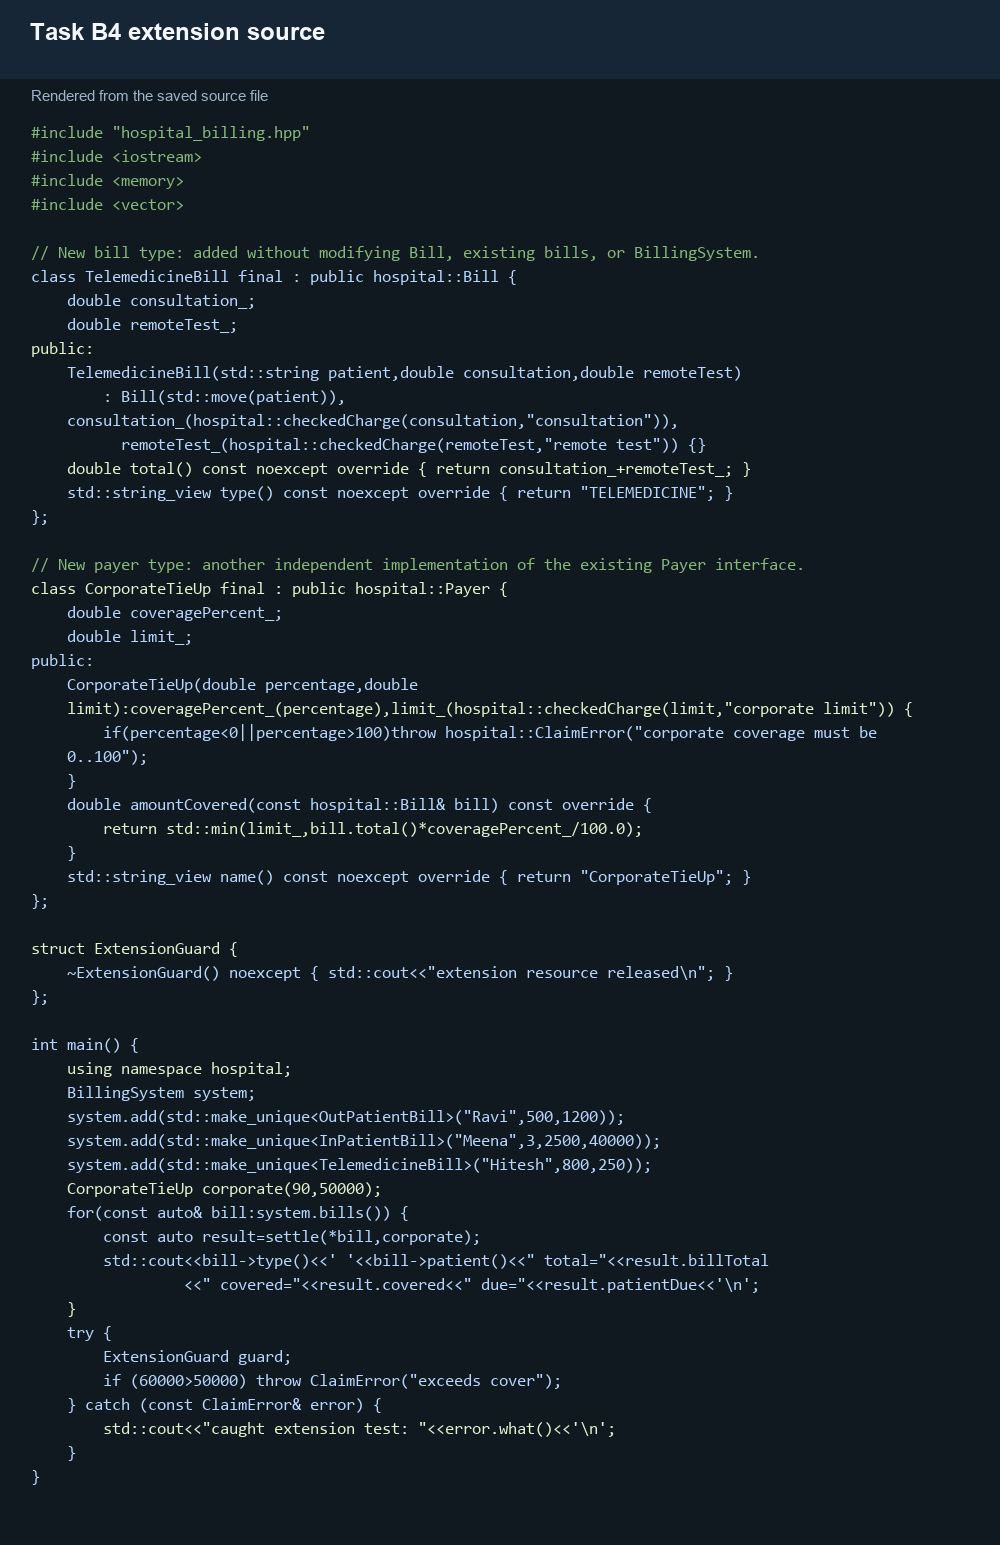 Task B4 extension source
Rendered from the saved source file
#include "hospital_billing.hpp"
#include <iostream>
#include <memory>
#include <vector>

// New bill type: added without modifying Bill, existing bills, or BillingSystem.
class TelemedicineBill final : public hospital::Bill {
    double consultation_;
    double remoteTest_;
public:
    TelemedicineBill(std::string patient,double consultation,double remoteTest)
        : Bill(std::move(patient)),
    consultation_(hospital::checkedCharge(consultation,"consultation")),
          remoteTest_(hospital::checkedCharge(remoteTest,"remote test")) {}
    double total() const noexcept override { return consultation_+remoteTest_; }
    std::string_view type() const noexcept override { return "TELEMEDICINE"; }
};

// New payer type: another independent implementation of the existing Payer interface.
class CorporateTieUp final : public hospital::Payer {
    double coveragePercent_;
    double limit_;
public:
    CorporateTieUp(double percentage,double
    limit):coveragePercent_(percentage),limit_(hospital::checkedCharge(limit,"corporate limit")) {
        if(percentage<0||percentage>100)throw hospital::ClaimError("corporate coverage must be
    0..100");
    }
    double amountCovered(const hospital::Bill& bill) const override {
        return std::min(limit_,bill.total()*coveragePercent_/100.0);
    }
    std::string_view name() const noexcept override { return "CorporateTieUp"; }
};

struct ExtensionGuard {
    ~ExtensionGuard() noexcept { std::cout<<"extension resource released\n"; }
};

int main() {
    using namespace hospital;
    BillingSystem system;
    system.add(std::make_unique<OutPatientBill>("Ravi",500,1200));
    system.add(std::make_unique<InPatientBill>("Meena",3,2500,40000));
    system.add(std::make_unique<TelemedicineBill>("Hitesh",800,250));
    CorporateTieUp corporate(90,50000);
    for(const auto& bill:system.bills()) {
        const auto result=settle(*bill,corporate);
        std::cout<<bill->type()<<' '<<bill->patient()<<" total="<<result.billTotal
                 <<" covered="<<result.covered<<" due="<<result.patientDue<<'\n';
    }
    try {
        ExtensionGuard guard;
        if (60000>50000) throw ClaimError("exceeds cover");
    } catch (const ClaimError& error) {
        std::cout<<"caught extension test: "<<error.what()<<'\n';
    }
}